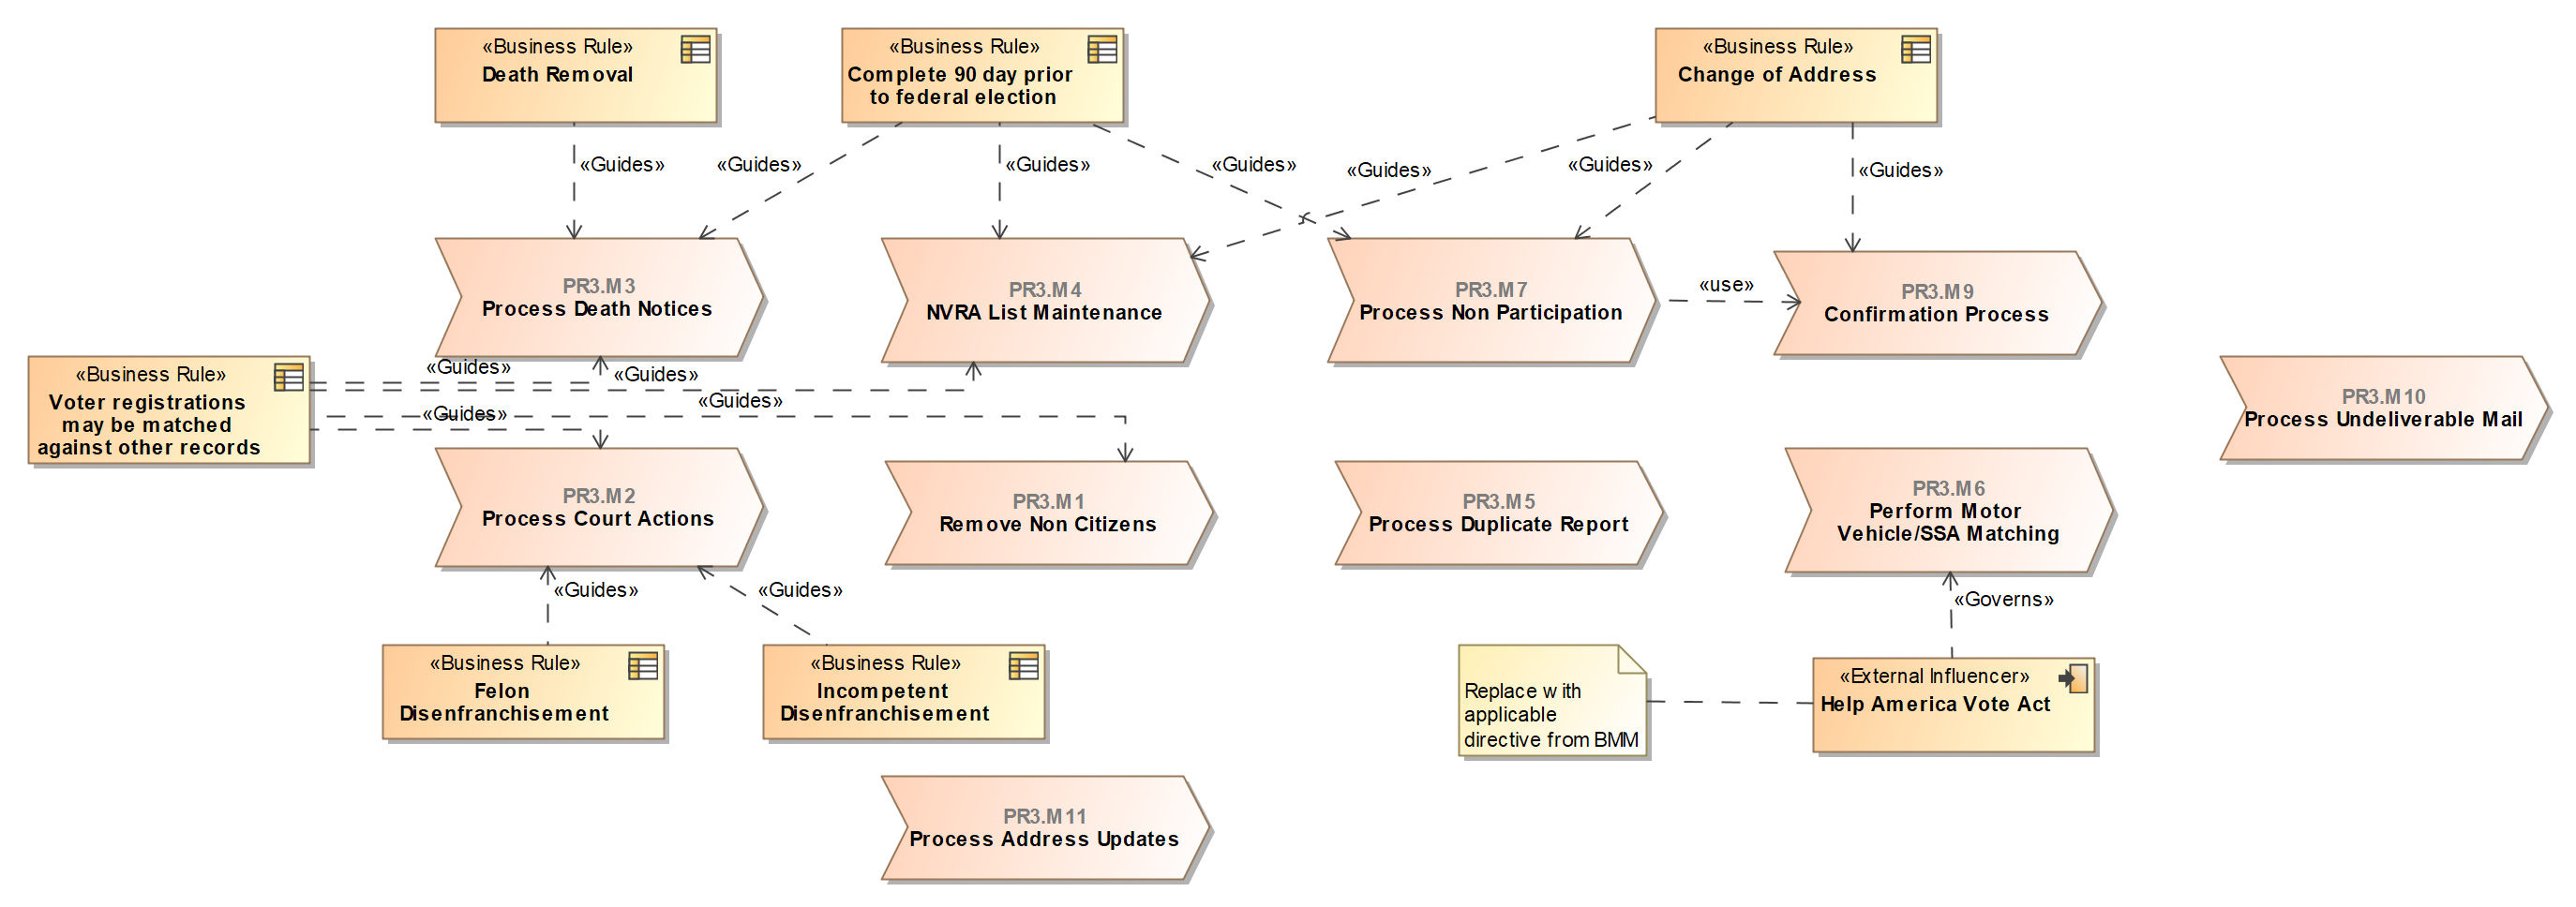 «Business Rule»
Death Removal
«Business Rule»
Complete 90 day prior
to federal election
«Business Rule»
Change of Address
«Guides»
«Guides»
«Guides»
«Guides»
«Guides»
«Guides»
«Guides»
PR3.M3
Process Death Notices
PR3.M4
NVRA List Maintenance
PR3.M7
Process Non Participation
«use»
PR3.M9
Confirmation Process
«Business Rule»
Voter registrations
may be matched
against other records
«Guides»
«Guides»
«Guides»
«Guides»
PR3.M10
Process Undeliverable Mail
PR3.M2
Process Court Actions
PR3.M1
Remove Non Citizens
PR3.M5
Process Duplicate Report
PR3.M6
Perform Motor
Vehicle/SSA Matching
«Guides»
«Guides»
«Governs»
«Business Rule»
Felon
Disenfranchisement
«Business Rule»
Incompetent
Disenfranchisement
Replace with
applicable
directive from BMM
«External Influencer»
Help America Vote Act
PR3.M11
Process Address Updates